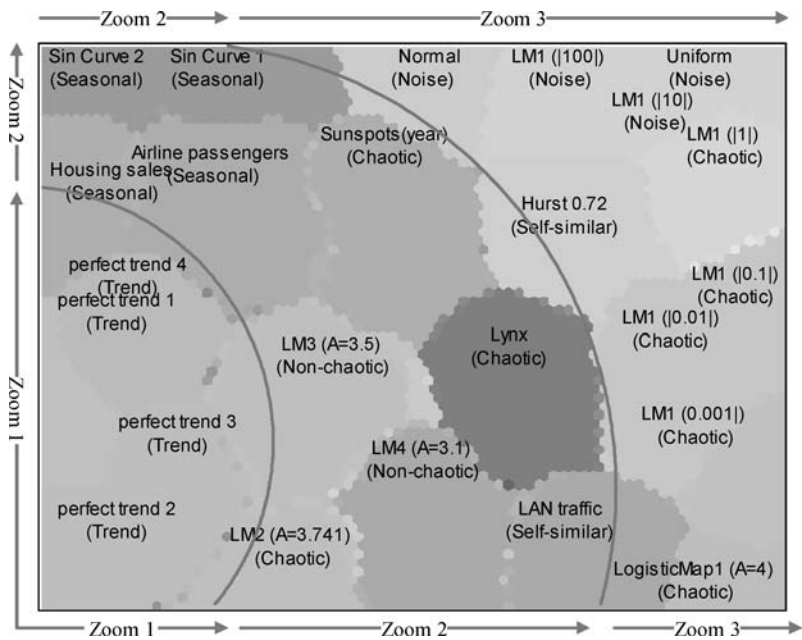 Zoom 2
Zoom 3
Zoom 2
Zoom 1
Sin Curve 2
(Seasonal)
Sin Curve 1
(Seasonal)
Normal
(Noise)
LM1 (|100|)
(Noise)
Uniform
(Noise)
LM1 (|10|)
(Noise)
LM1 (|1|)
(Chaotic)
Sunspots(year)
(Chaotic)
Airline passengers
(Seasonal)
Housing sales
(Seasonal)
Hurst 0.72
(Self-similar)
perfect trend 4
(Trend)
perfect trend 1
(Trend)
LM1 (|0.1|)
(Chaotic)
LM1 (|0.01|)
(Chaotic)
LM3 (A=3.5)
(Non-chaotic)
Lynx
(Chaotic)
perfect trend 3
(Trend)
LM4 (A=3.1)
(Non-chaotic)
LM1 (0.001|)
(Chaotic)
perfect trend 2
(Trend)
LM2 (A=3.741)
(Chaotic)
LAN traffic
(Self-similar)
LogisticMap1 (A=4)
(Chaotic)
Zoom 1
Zoom 2
Zoom 3